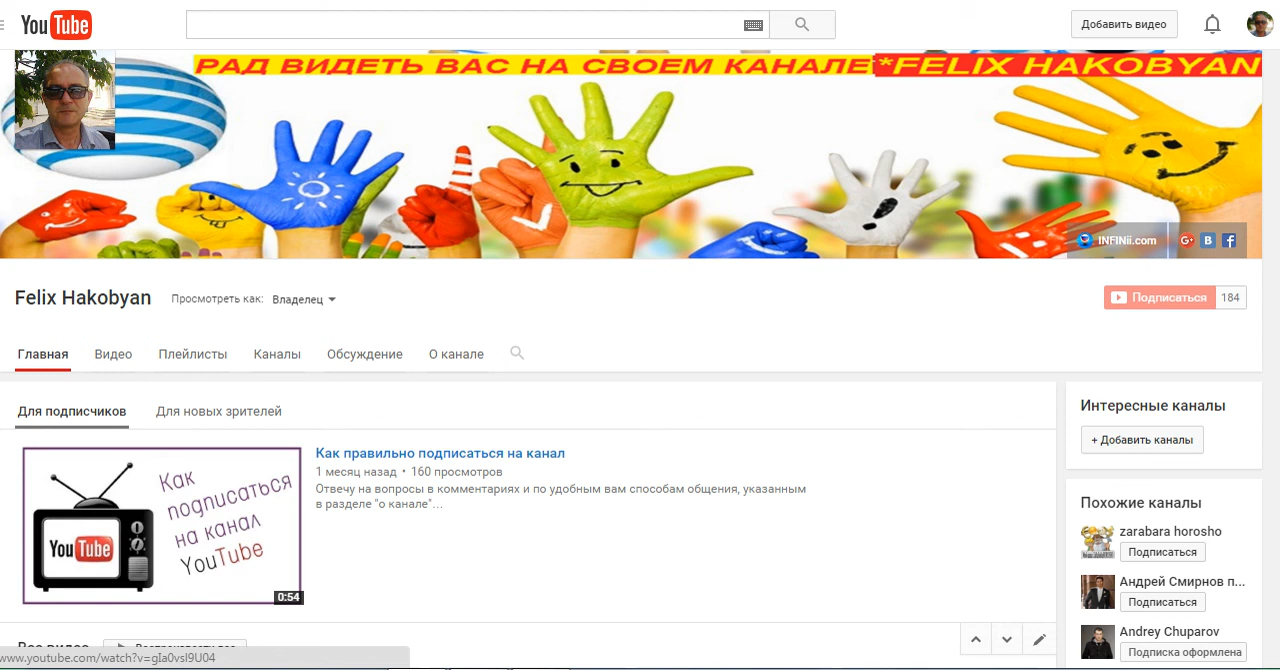 YouTube
Добавить видео
РАД ВИДЕТЬ ВАС НА СВОЕМ КАНАЛЕ*FELIX HAKOBYAN
INFINii.com
G+ B f
Felix Hakobyan
Просмотреть как: Владелец
Подписаться 184
Главная Видео Плейлисты Каналы Обсуждение О канале
Для подписчиков Для новых зрителей
Как
подписаться
на канал
YouTube
YouTube
0:54
Как правильно подписаться на канал
1 месяц назад • 160 просмотров
Отвечу на вопросы в комментариях и по удобным вам способам общения, указанным
в разделе "о канале"...
Интересные каналы
+ Добавить каналы
Похожие каналы
zarabara horosho
Подписаться
Андрей Смирнов п...
Подписаться
Andrey Chuparov
Подписка оформлена
www.youtube.com/watch?v=gIa0vsI9U04